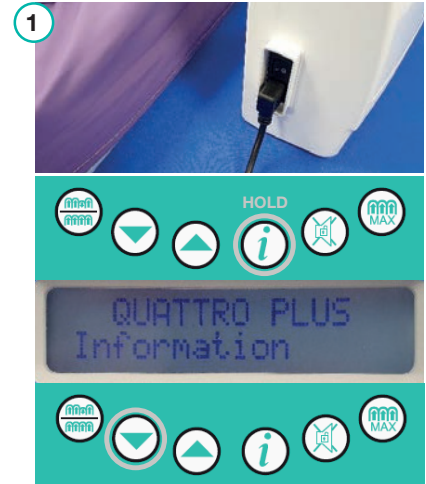 1
HOLD
i
MAX
QUATTRO PLUS
Information
i
MAX